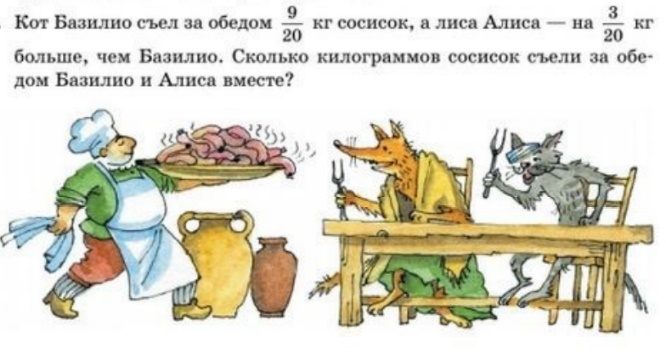 Кот Базилио съел за обедом 9/20 кг сосисок, а лиса Алиса — на 3/20 кг
больше, чем Базилио. Сколько килограммов сосисок съели за обе-
дом Базилио и Алиса вместе?